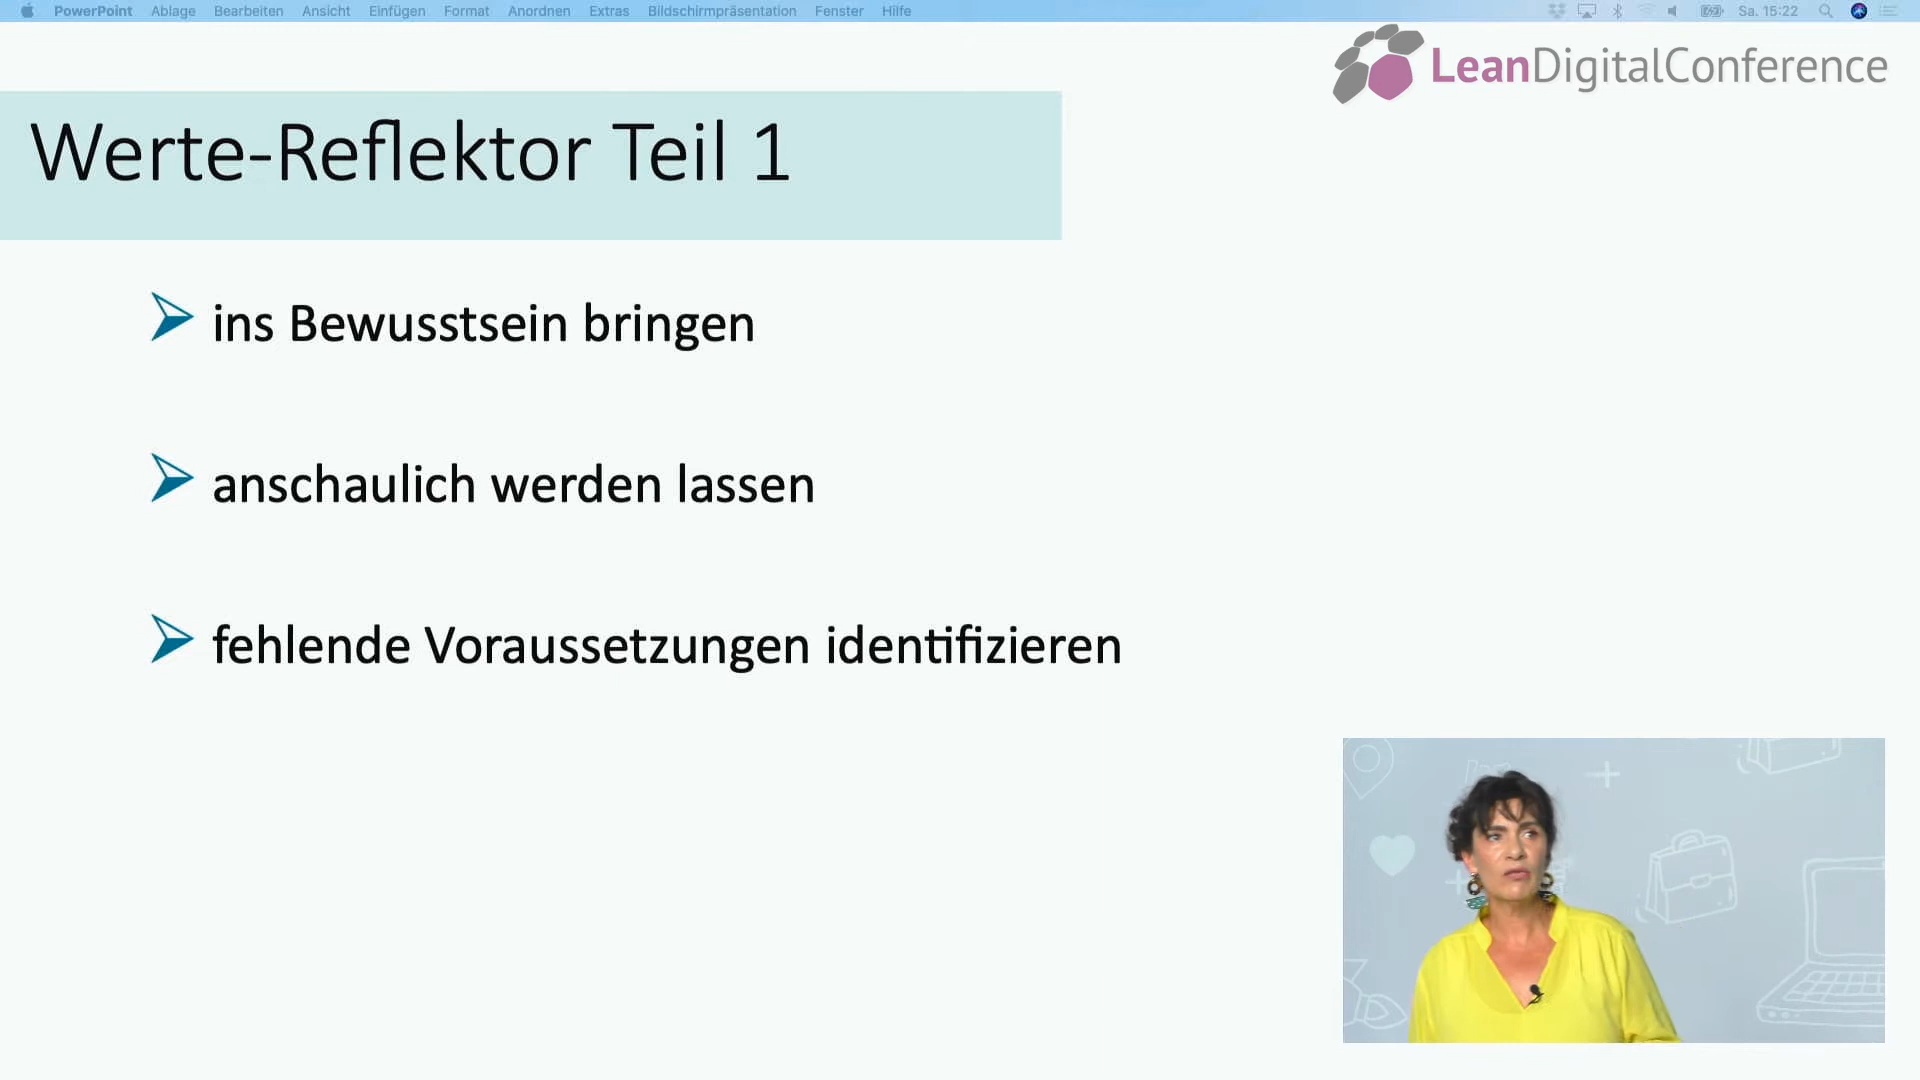 PowerPoint Ablage Bearbeiten Ansicht Einfügen Format Anordnen Extras Bildschirmpräsentation Fenster Hilfe Sa. 15:22
LeanDigitalConference
Werte-Reflektor Teil 1
ins Bewusstsein bringen
anschaulich werden lassen
fehlende Voraussetzungen identifizieren